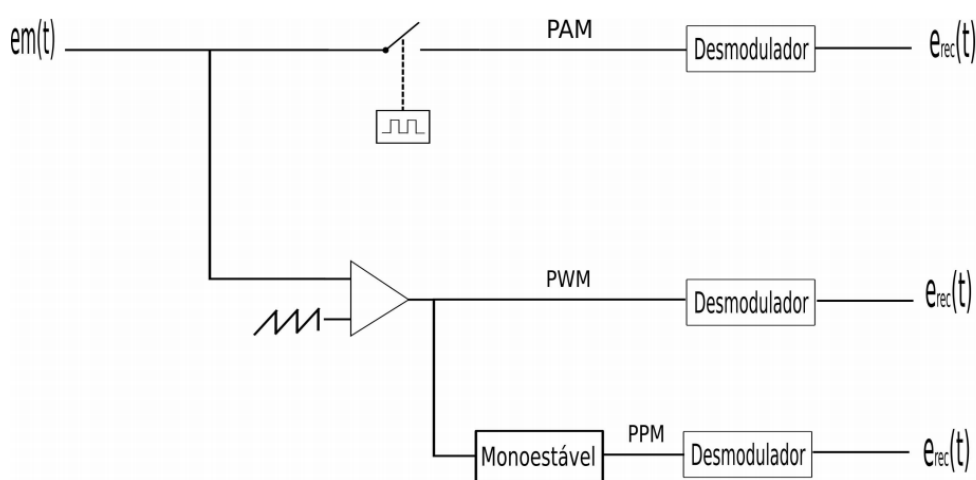 em(t)
PAM
Desmodulador
erec(t)
PWM
Desmodulador
erec(t)
Monoestável
PPM
Desmodulador
erec(t)